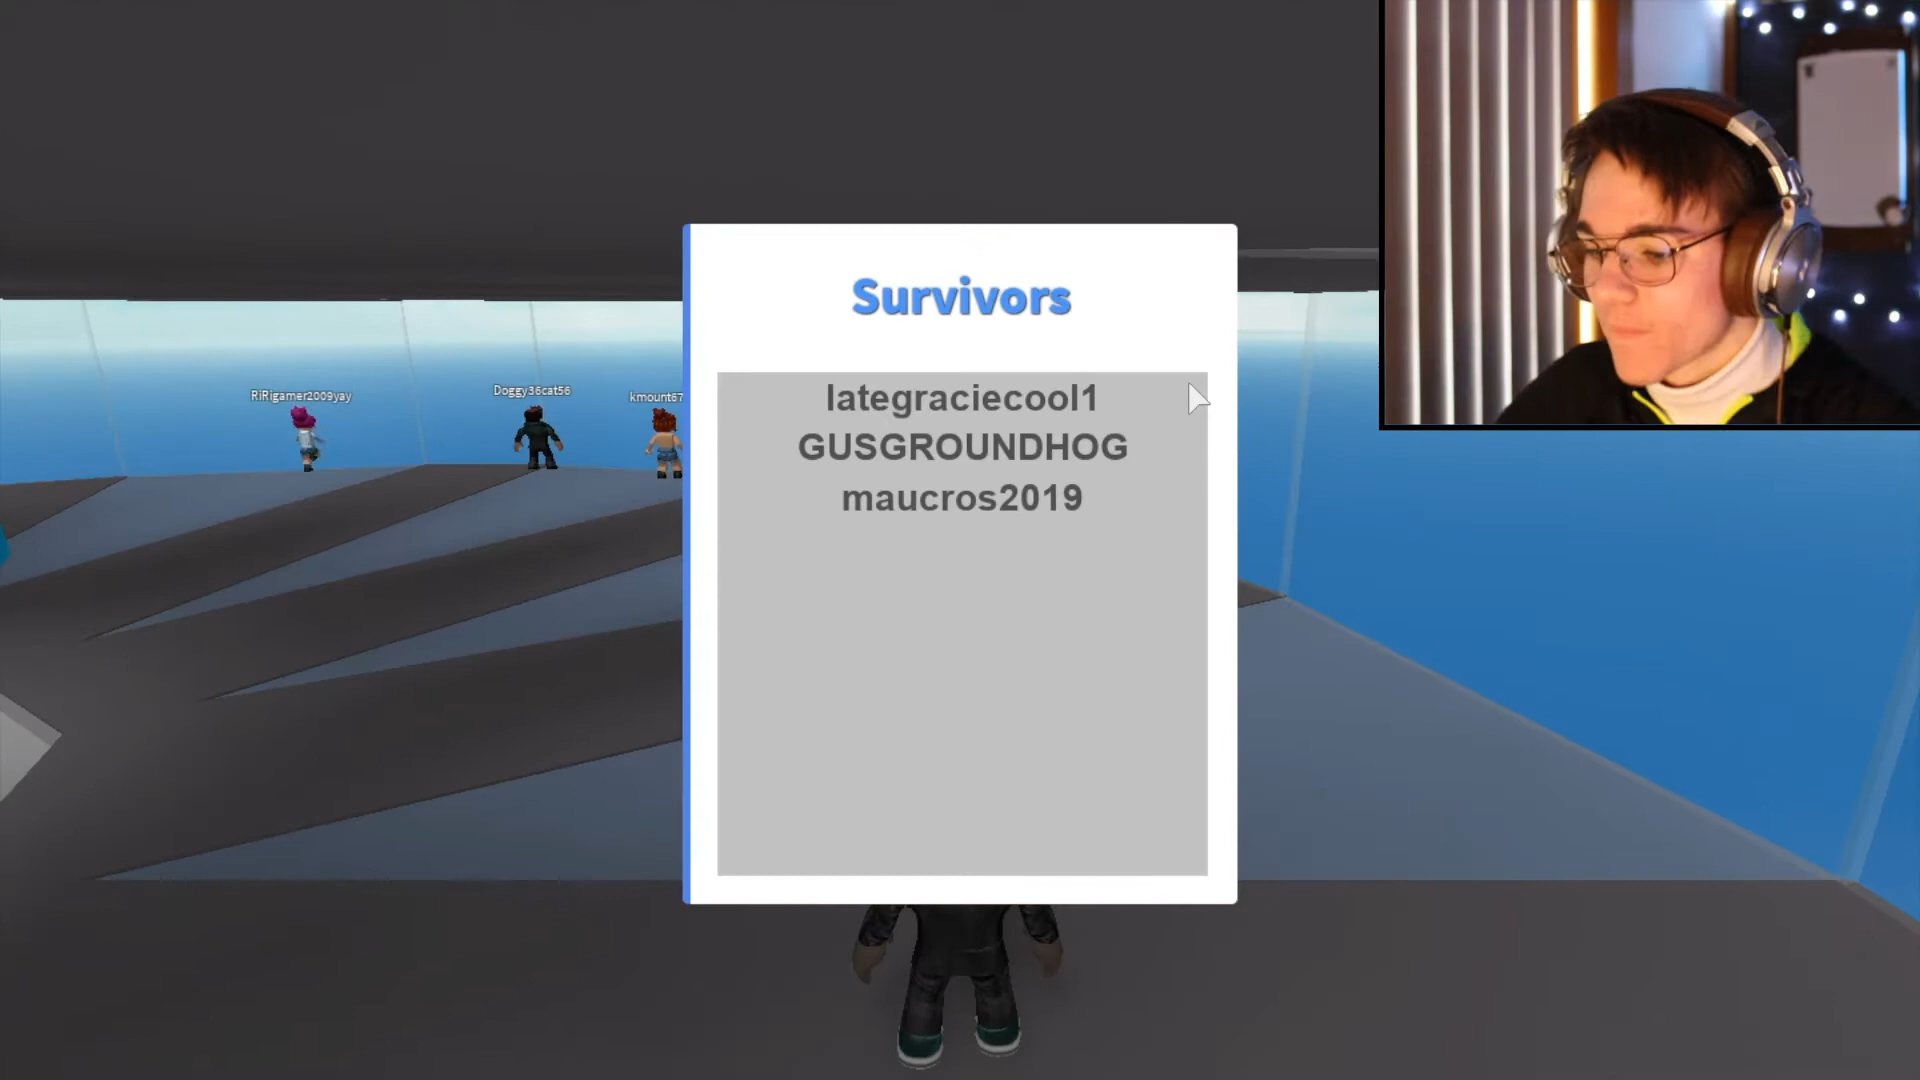 RiRigamer2009yay
Doggy36cat56
kmount67
Survivors
lategraciecool1
GUSGROUNDHOG
maucros2019